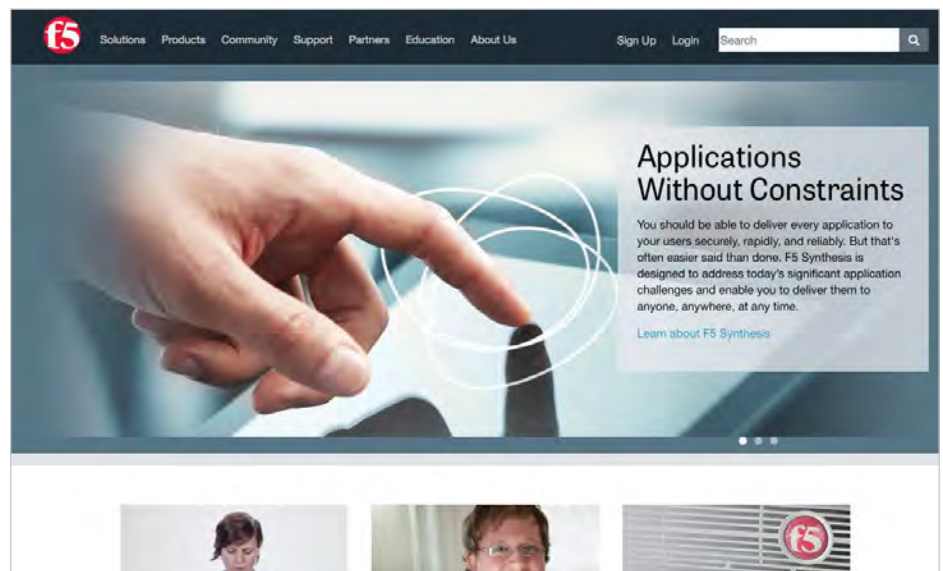 f5
Solutions Products Community Support Partners Education About Us
Sign Up Login Search
Applications
Without Constraints
You should be able to deliver every application to
your users securely, rapidly, and reliably. But that's
often easier said than done. F5 Synthesis is
designed to address today's significant application
challenges and enable you to deliver them to
anyone, anywhere, at any time.
Learn about F5 Synthesis
f5